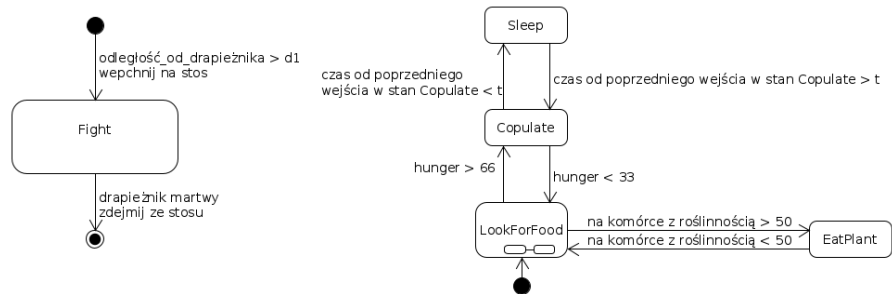 odległość_od_drapieżnika > d1
wepchnij na stos
Fight
drapieżnik martwy
zdejmij ze stosu
Sleep
czas od poprzedniego
wejścia w stan Copulate < t
czas od poprzedniego wejścia w stan Copulate > t
Copulate
hunger > 66
hunger < 33
LookForFood
na komórce z roślinnością > 50
na komórce z roślinnością < 50
EatPlant